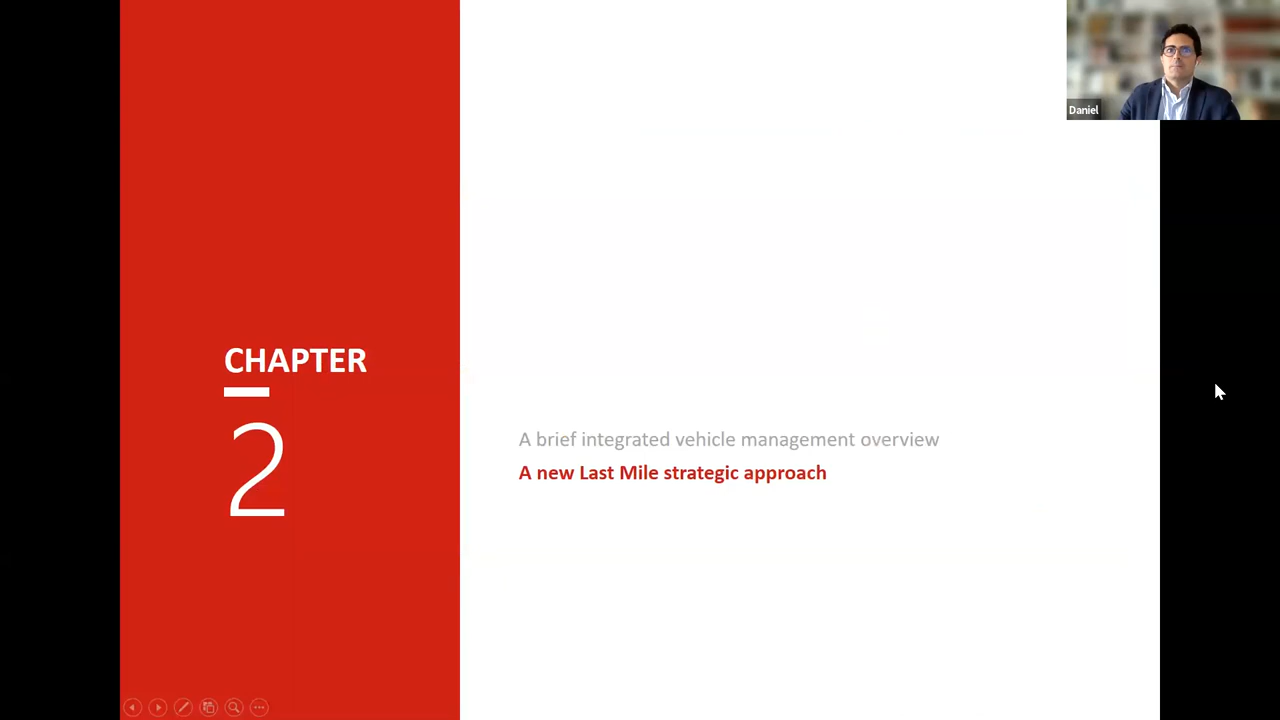 Daniel
CHAPTER
2
A brief integrated vehicle management overview
A new Last Mile strategic approach